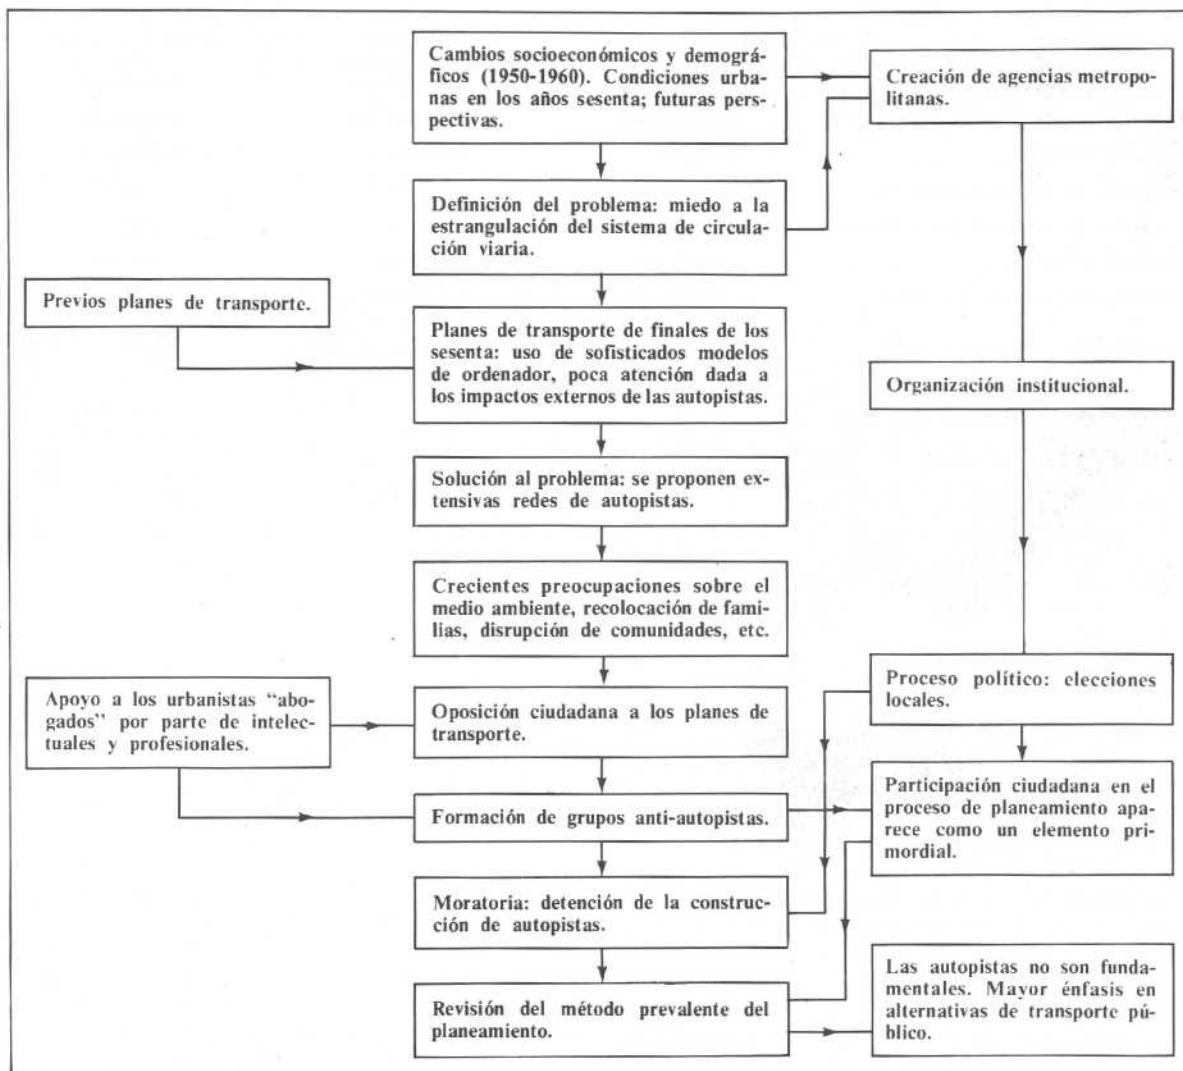 Cambios socioeconómicos y demográ-
ficos (1950-1960). Condiciones urba-
nas en los años sesenta; futuras pers-
pectivas.
Creación de agencias metropo-
litanas.
Definición del problema: miedo a la
estrangulación del sistema de circula-
ción viaria.
Previos planes de transporte.
Planes de transporte de finales de los
sesenta: uso de sofisticados modelos
de ordenador, poca atención dada a
los impactos externos de las autopistas.
Organización institucional.
Solución al problema: se proponen ex-
tensivas redes de autopistas.
Crecientes preocupaciones sobre el
medio ambiente, recolocación de fami-
lias, disrupción de comunidades, etc.
Proceso político: elecciones
locales.
Apoyo a los urbanistas “abo-
gados” por parte de intelec-
tuales y profesionales.
Oposición ciudadana a los planes de
transporte.
Participación ciudadana en el
proceso de planeamiento apa-
rece como un elemento pri-
mordial.
Formación de grupos anti-autopistas.
Moratoria: detención de la construc-
ción de autopistas.
Las autopistas no son funda-
mentales. Mayor énfasis en
alternativas de transporte pú-
blico.
Revisión del método prevalente del
planeamiento.